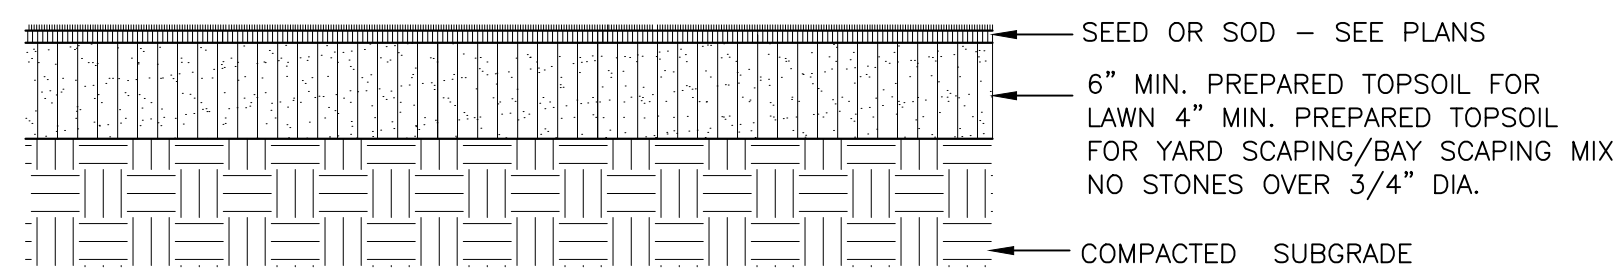 SEED OR SOD – SEE PLANS
6" MIN. PREPARED TOPSOIL FOR
LAWN 4" MIN. PREPARED TOPSOIL
FOR YARD SCAPING/BAY SCAPING MIX
NO STONES OVER 3/4" DIA.
COMPACTED SUBGRADE